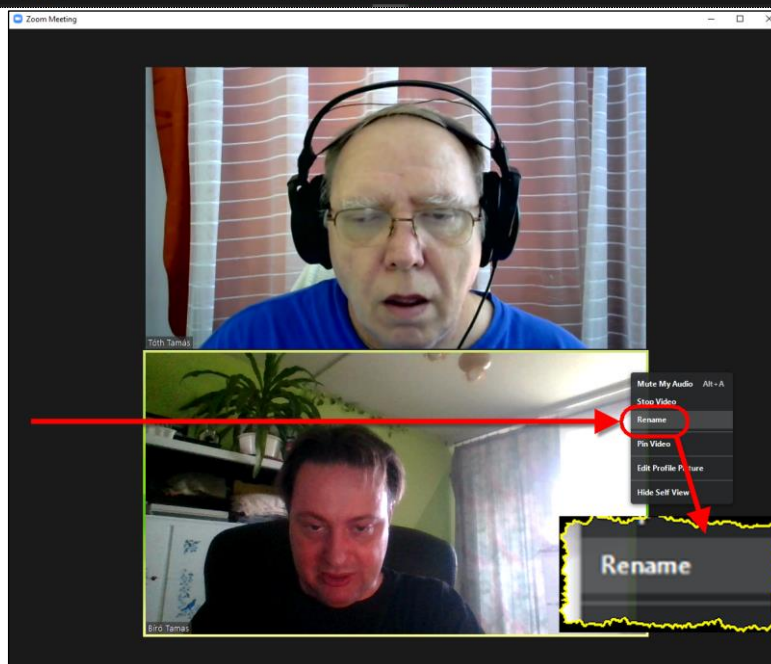 Zoom Meeting
Tóth Tamás
Mute My Audio Alt+A
Stop Video
Rename
Pin Video
Edit Profile Picture
Hide Self View
Rename
Bíró Tamás